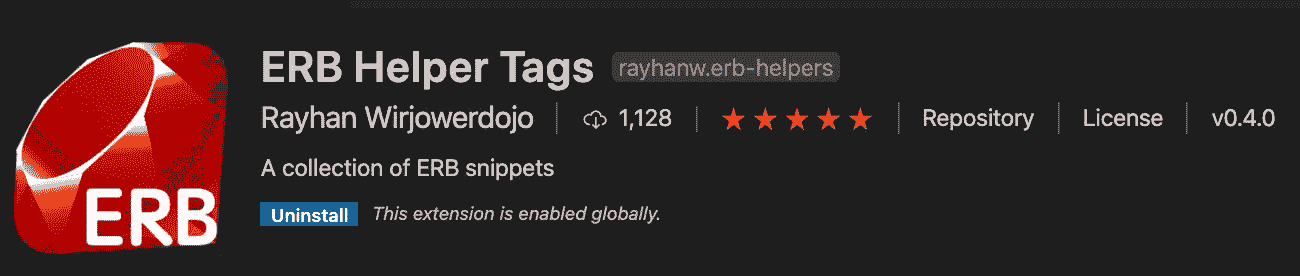 ERB Helper Tags rayhanw.erb-helpers
Rayhan Wirjowerdojo 1,128 Repository License v0.4.0
A collection of ERB snippets
Uninstall This extension is enabled globally.
ERB